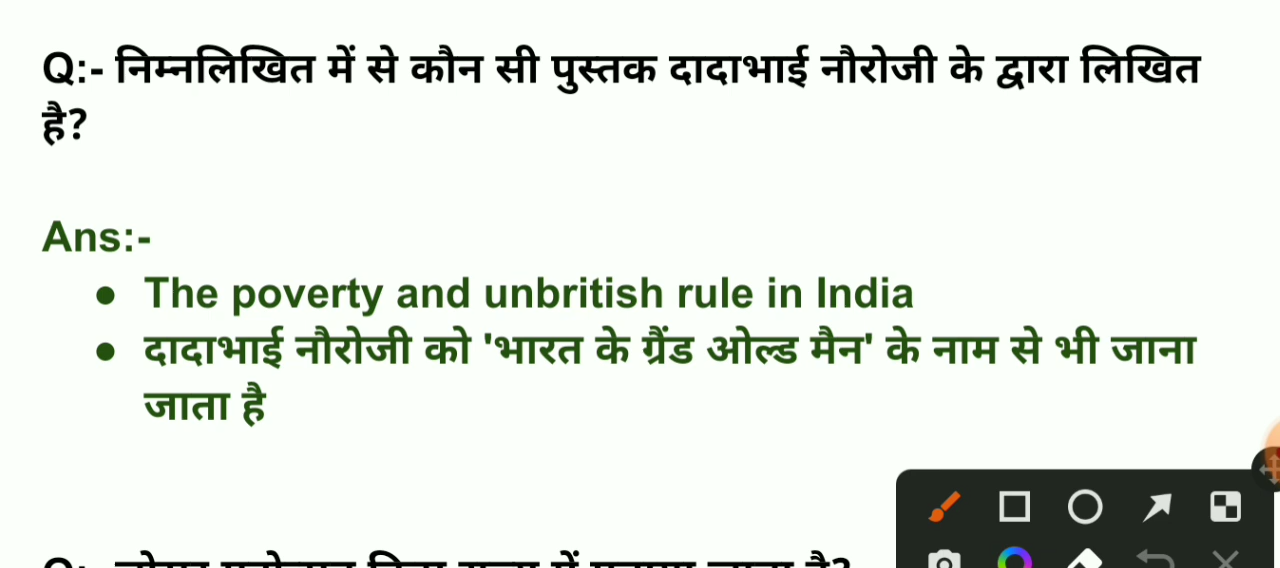 Q:- निम्नलिखित में से कौन सी पुस्तक दादाभाई नौरोजी के द्वारा लिखित
है?
Ans:-
● The poverty and unbritish rule in India
● दादाभाई नौरोजी को 'भारत के ग्रैंड ओल्ड मैन' के नाम से भी जाना
जाता है